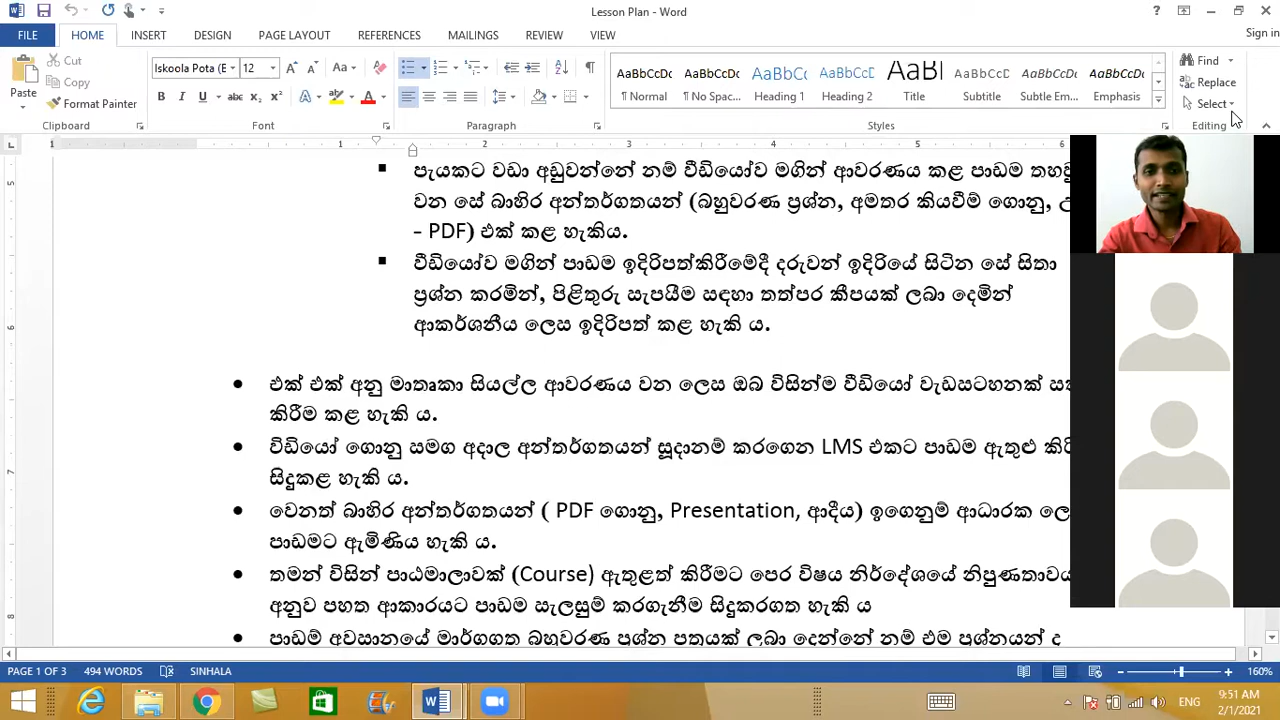 Lesson Plan - Word
Sign in
FILE HOME INSERT DESIGN PAGE LAYOUT REFERENCES MAILINGS REVIEW VIEW
Paste Cut Copy Format Painter Clipboard
Iskoola Pota (E 12 Font
Paragraph
AaBbCcDc AaBbCcDc AaBbCc AaBbCcD AaBl AaBbCcD AaBbCcDc AaBbCcDc
¶ Normal ¶ No Spac... Heading 1 Heading 2 Title Subtitle Subtle Em... Emphasis
Styles
Find Replace Select Editing
පැයකට වඩා අඩුවන්නේ නම් වීඩියෝව මගින් ආවරණය කළ පාඩම
වන සේ බාහිර අන්තර්ගතයන් (බහුවරණ ප්‍රශ්න, අමතර කියවීම් ගොනු,
- PDF) එක් කළ හැකිය.
වීඩියෝව මගින් පාඩම ඉදිරිපත්කිරීමේදී දරුවන් ඉදිරියේ සිටින සේ සිතා
ප්‍රශ්න කරමින්, පිළිතුරු සැපයීම සඳහා තත්පර කීපයක් ලබා දෙමින්
ආකර්ශනීය ලෙස ඉදිරිපත් කළ හැකි ය.
එක් එක් අනු මාතෘකා සියල්ල ආවරණය වන ලෙස ඔබ විසින්ම වීඩියෝ වැඩසටහනක්
කිරීම කළ හැකි ය.
විඩියෝ ගොනු සමග අදාල අන්තර්ගතයන් සූදානම් කරගෙන LMS එකට පාඩම ඇතුළු
සිදුකළ හැකි ය.
වෙනත් බාහිර අන්තර්ගතයන් ( PDF ගොනු, Presentation, ආදීය) ඉගෙනුම් ආධාරක
පාඩමට ඇමිණිය හැකි ය.
තමන් විසින් පාඨමාලාවක් (Course) ඇතුළත් කිරීමට පෙර විෂය නිර්දේශයේ නිපුණතාවය
අනුව පහත ආකාරයට පාඩම සැලසුම් කරගැනීම සිදුකරගත හැකි ය
පාඩම් අවසානයේ මාර්ගගත බහුවරණ ප්‍රශ්න පත්‍රයක් ලබා දෙන්නේ නම් එම ප්‍රශ්නයන් ද
PAGE 1 OF 3 494 WORDS SINHALA 160%
ENG 9:51 AM
2/1/2021